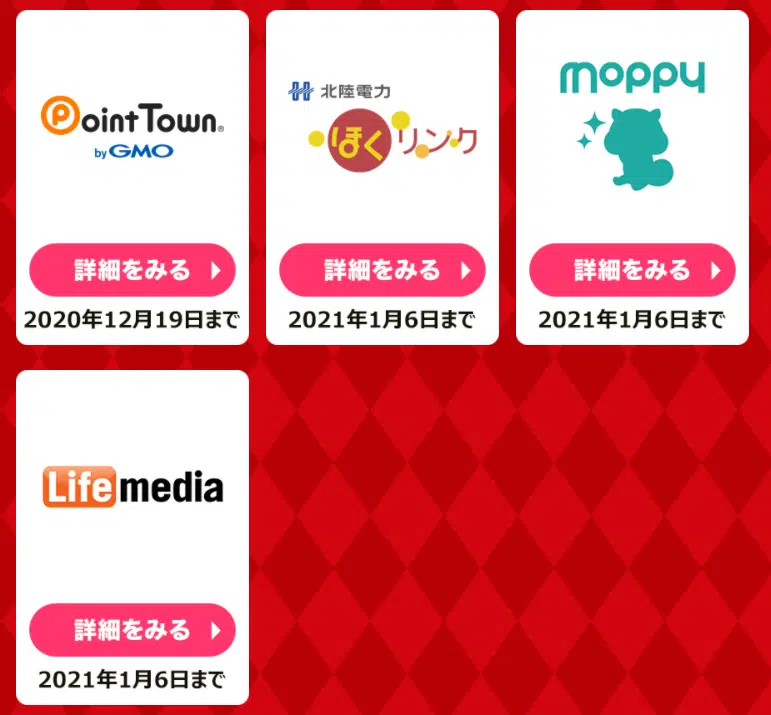 PointTown®
by GMO
詳細をみる
2020年12月19日まで
北陸電力
ほくリンク
詳細をみる
2021年1月6日まで
moppy
詳細をみる
2021年1月6日まで
Lifemedia
詳細をみる
2021年1月6日まで